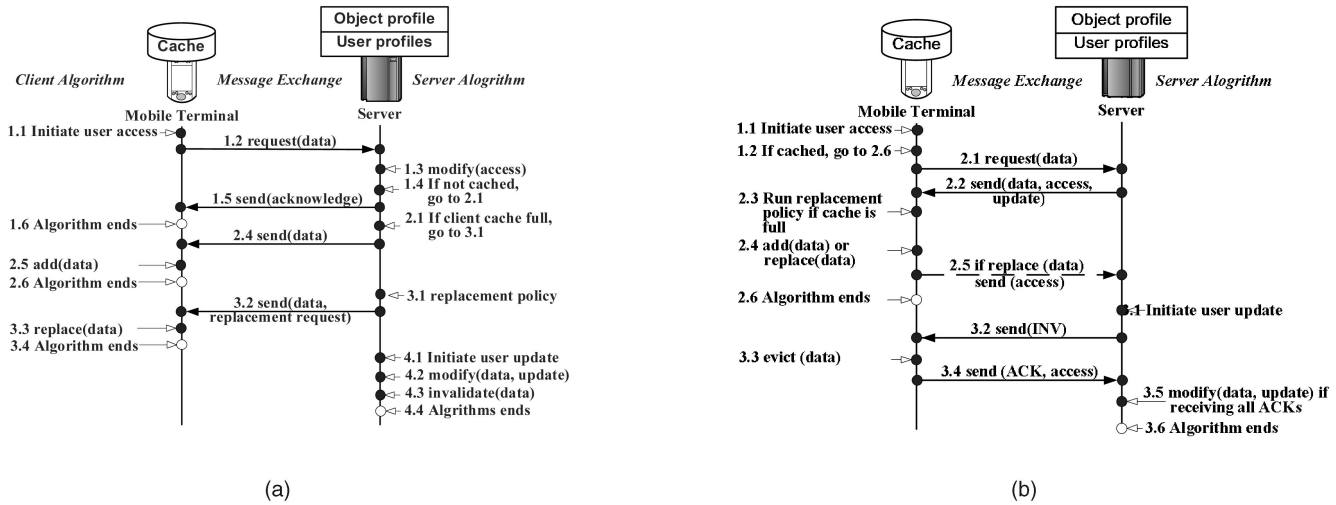 Object profile
User profiles
Cache
Client Algorithm
Message Exchange
Server Alogrithm
Mobile Terminal
Server
1.1 Initiate user access
1.2 request(data)
1.3 modify(access)
1.4 If not cached,
go to 2.1
1.5 send(acknowledge)
1.6 Algorithm ends
2.1 If client cache full,
go to 3.1
2.4 send(data)
2.5 add(data)
2.6 Algorithm ends
3.1 replacement policy
3.2 send(data,
replacement request)
3.3 replace(data)
3.4 Algorithm ends
4.1 Initiate user update
4.2 modify(data, update)
4.3 invalidate(data)
4.4 Algrithms ends
(a)
Object profile
User profiles
Cache
Message Exchange
Server Alogrithm
Mobile Terminal
Server
1.1 Initiate user access
1.2 If cached, go to 2.6
2.1 request(data)
2.2 send(data, access,
update)
2.3 Run replacement
policy if cache is
full
2.4 add(data) or
replace(data)
2.5 if replace (data)
send (access)
2.6 Algorithm ends
3.1 Initiate user update
3.2 send(INV)
3.3 evict (data)
3.4 send (ACK, access)
3.5 modify(data, update) if
receiving all ACKs
3.6 Algorithm ends
(b)